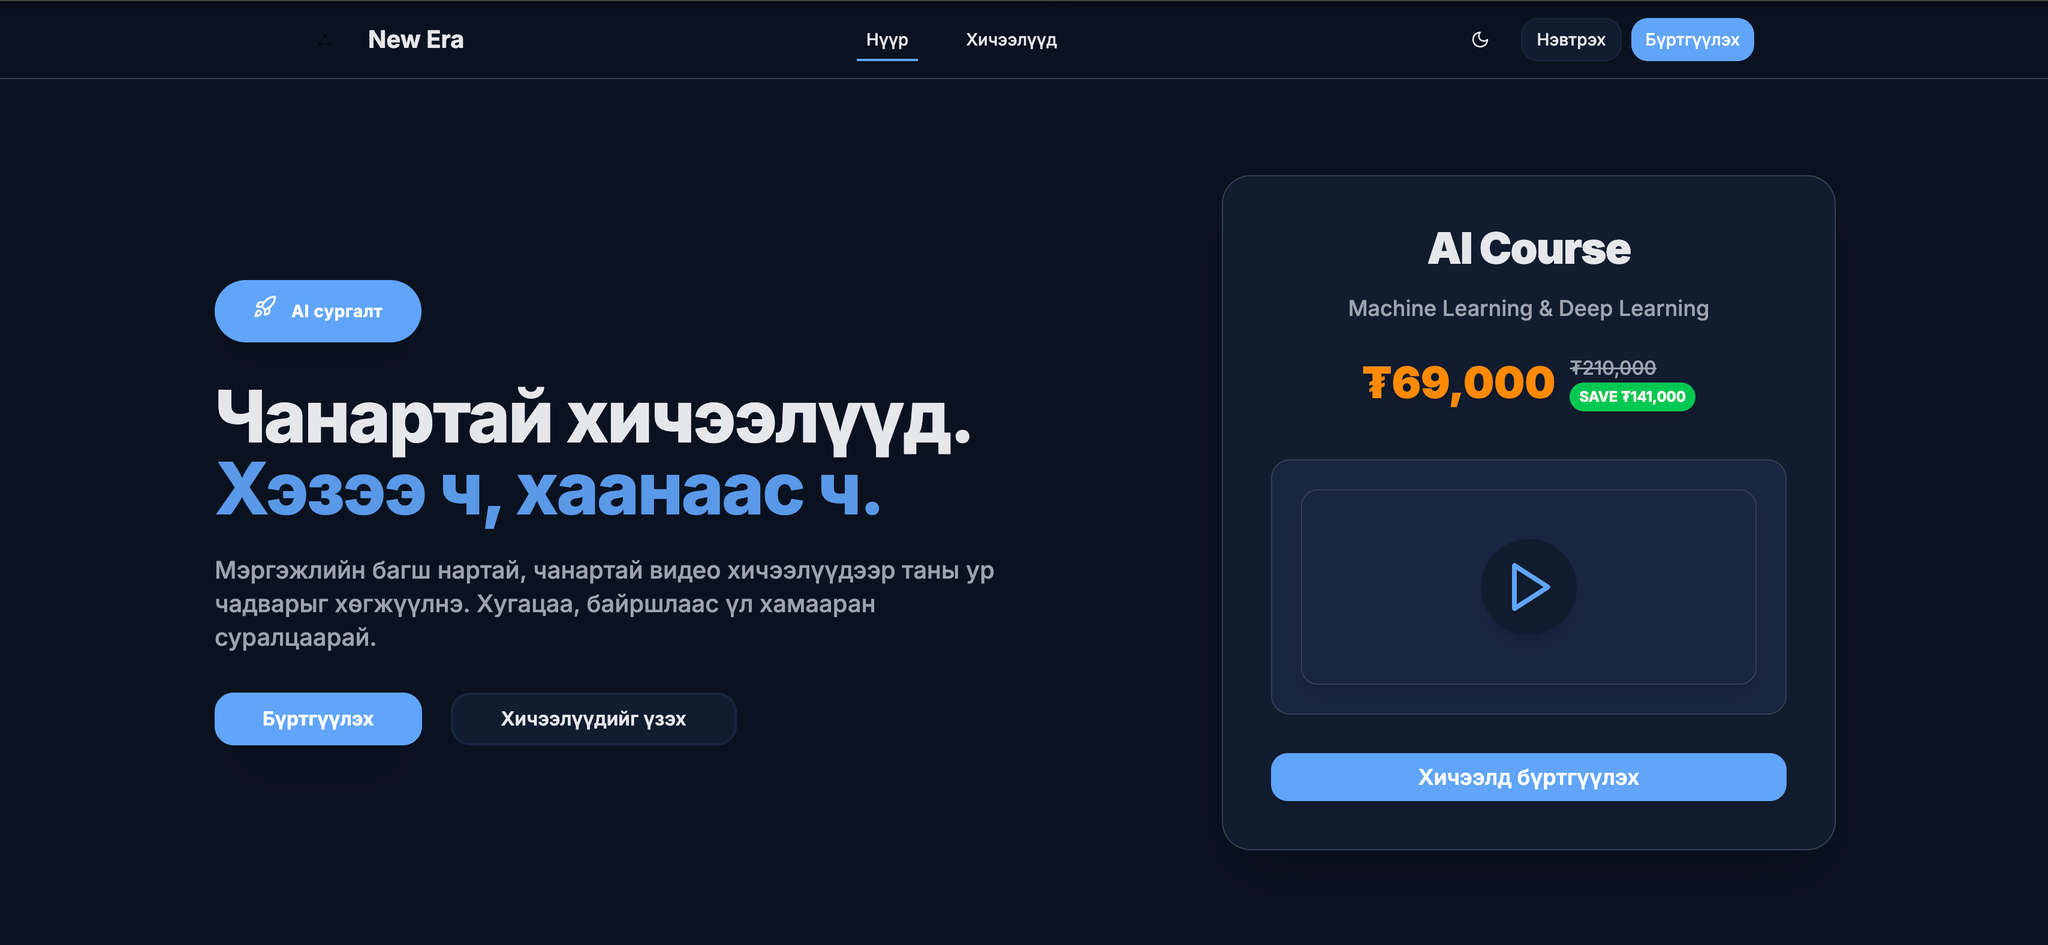 New Era
Нүүр
Хичээлүүд
Нэвтрэх
Бүртгүүлэх
AI сургалт
Чанартай хичээлүүд.
Хэзээ ч, хаанаас ч.
Мэргэжлийн багш нартай, чанартай видео хичээлүүдээр таны ур
чадварыг хөгжүүлнэ. Хугацаа, байршлаас үл хамааран
суралцаарай.
Бүртгүүлэх
Хичээлүүдийг үзэх
AI Course
Machine Learning & Deep Learning
₮69,000
₮210,000
SAVE ₮141,000
Хичээлд бүртгүүлэх